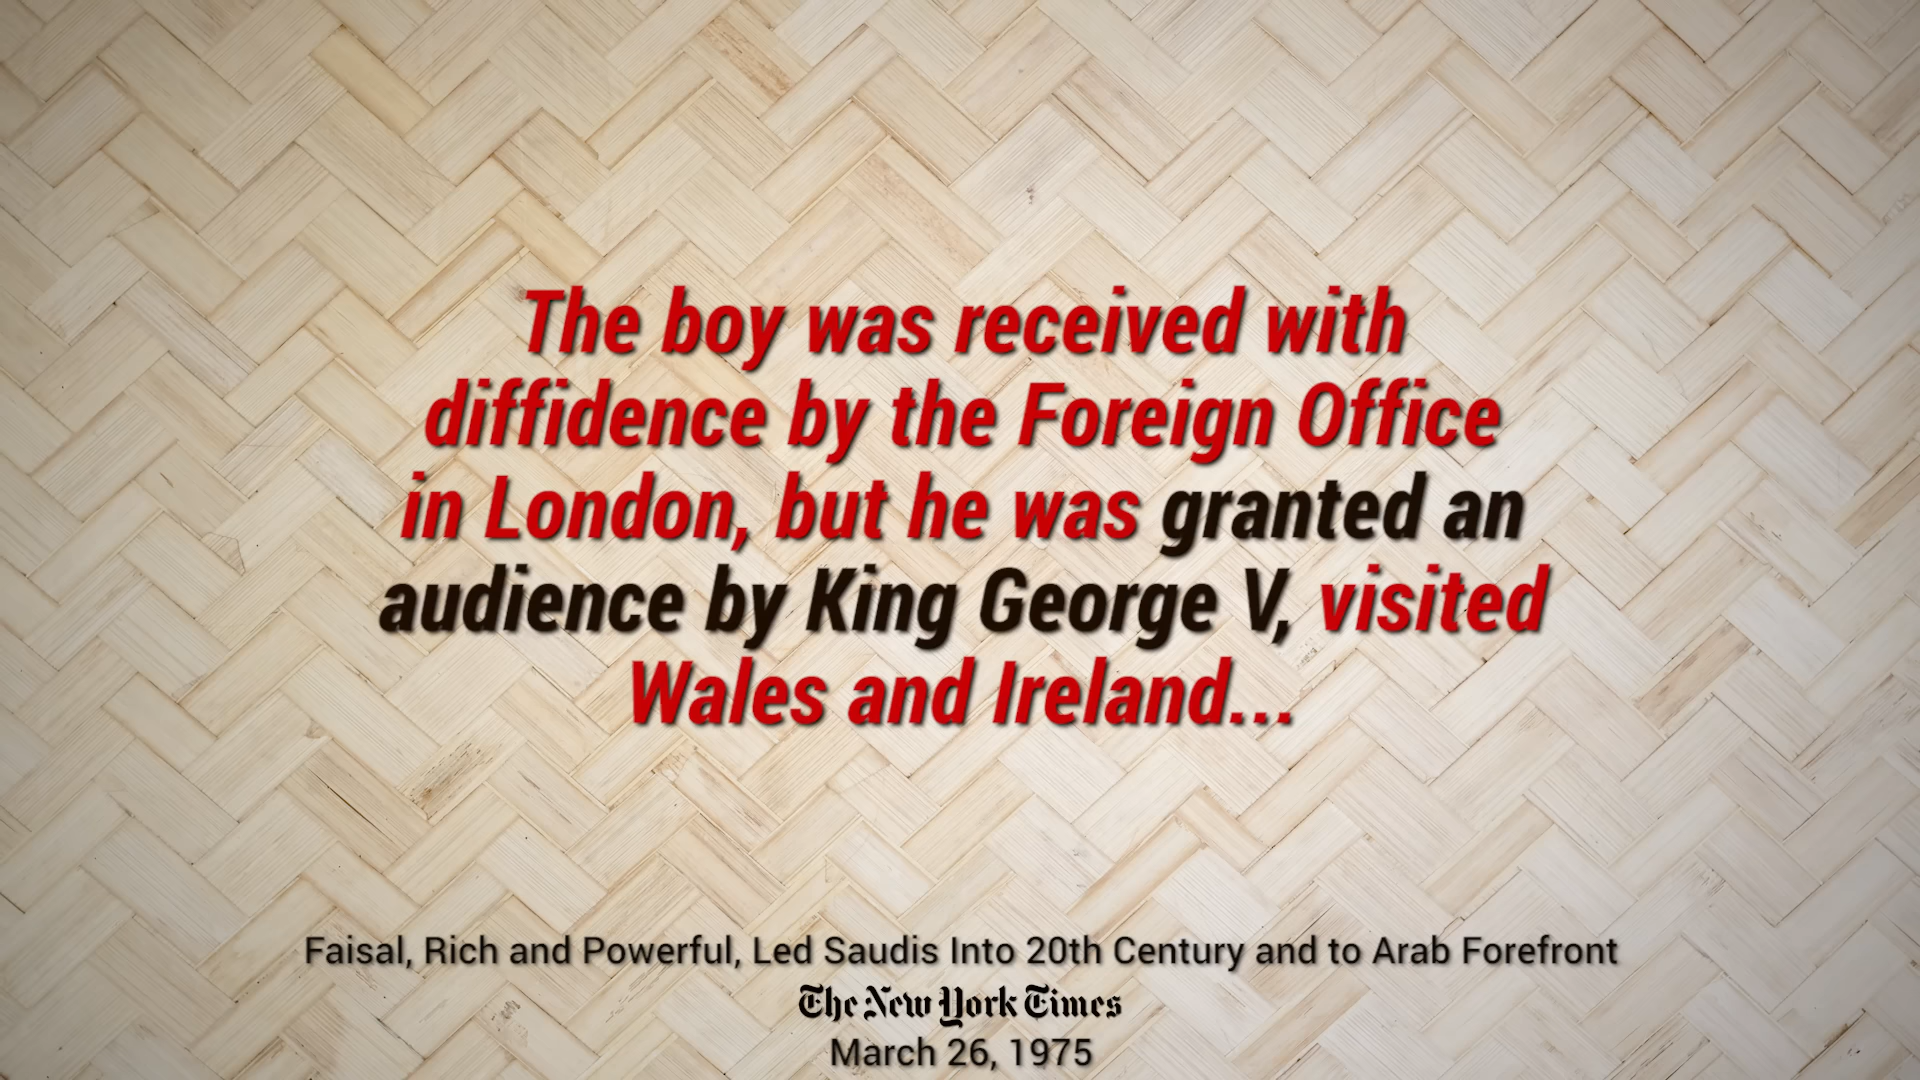 The boy was received with
diffidence by the Foreign Office
in London, but he was granted an
audience by King George V, visited
Wales and Ireland...
Faisal, Rich and Powerful, Led Saudis Into 20th Century and to Arab Forefront
The New York Times
March 26, 1975